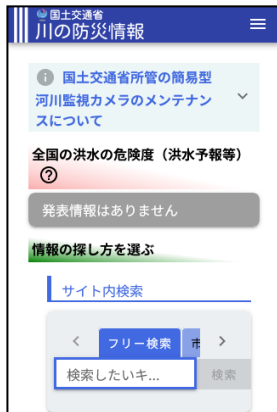 国土交通省
川の防災情報
国土交通省所管の簡易型
河川監視カメラのメンテナン
スについて
全国の洪水の危険度（洪水予報等）
発表情報はありません
情報の探し方を選ぶ
サイト内検索
フリー検索 市
検索したいキ... 検索